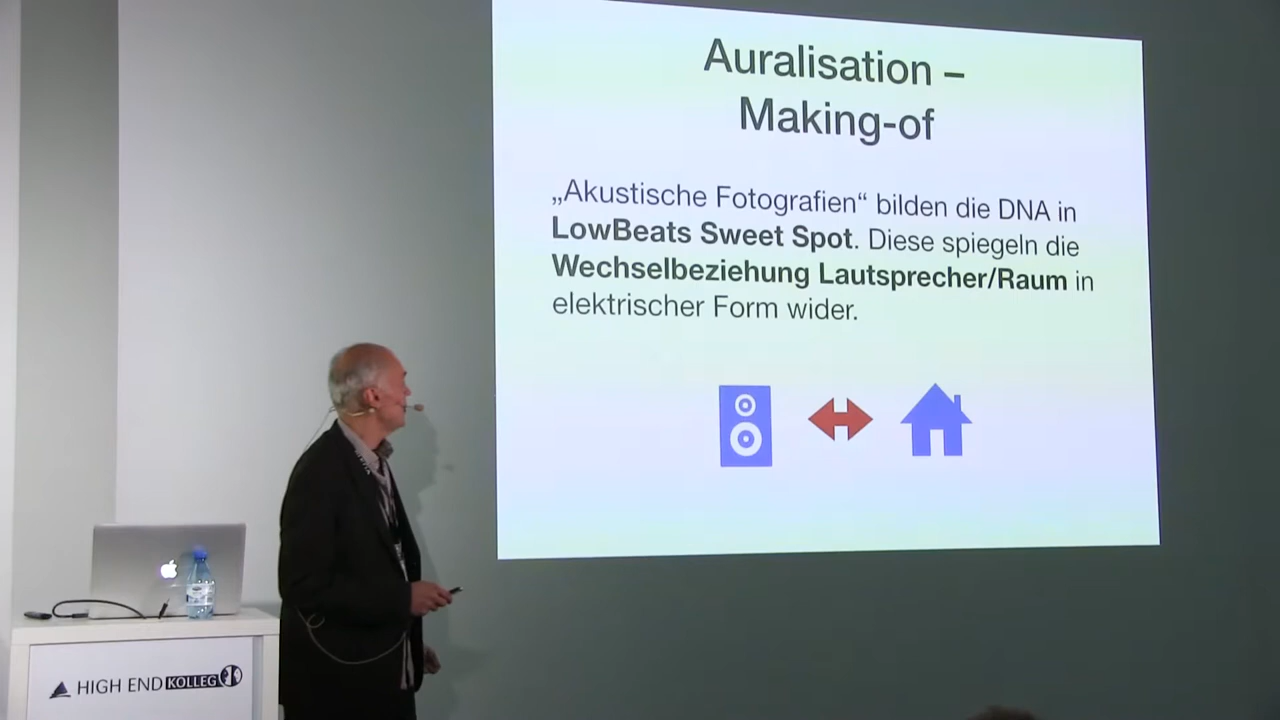 Auralisation –
Making-of
„Akustische Fotografien“ bilden die DNA in
LowBeats Sweet Spot. Diese spiegeln die
Wechselbeziehung Lautsprecher/Raum in
elektrischer Form wider.
HIGH END KOLLEG